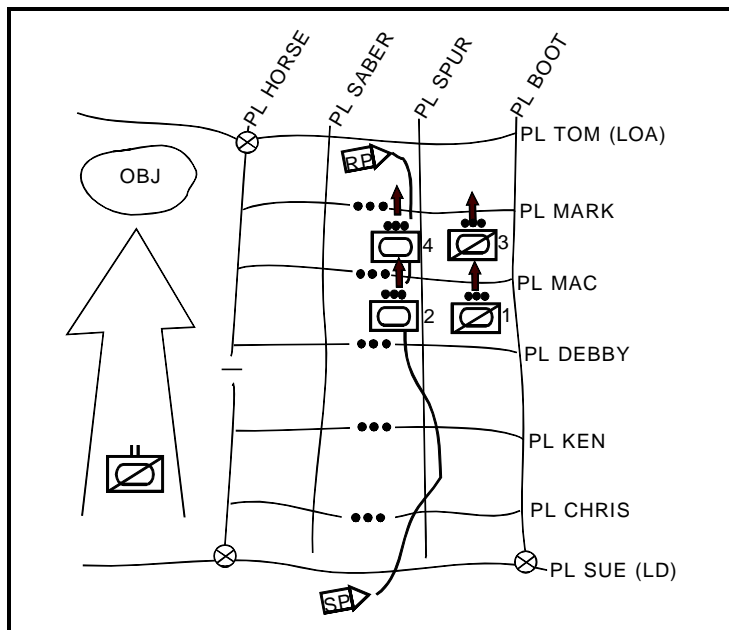 PL HORSE
PL SABER
PL SPUR
PL BOOT
PL TOM (LOA)
RP
OBJ
PL MARK
4
3
PL MAC
2
1
PL DEBBY
PL KEN
PL CHRIS
PL SUE (LD)
SP